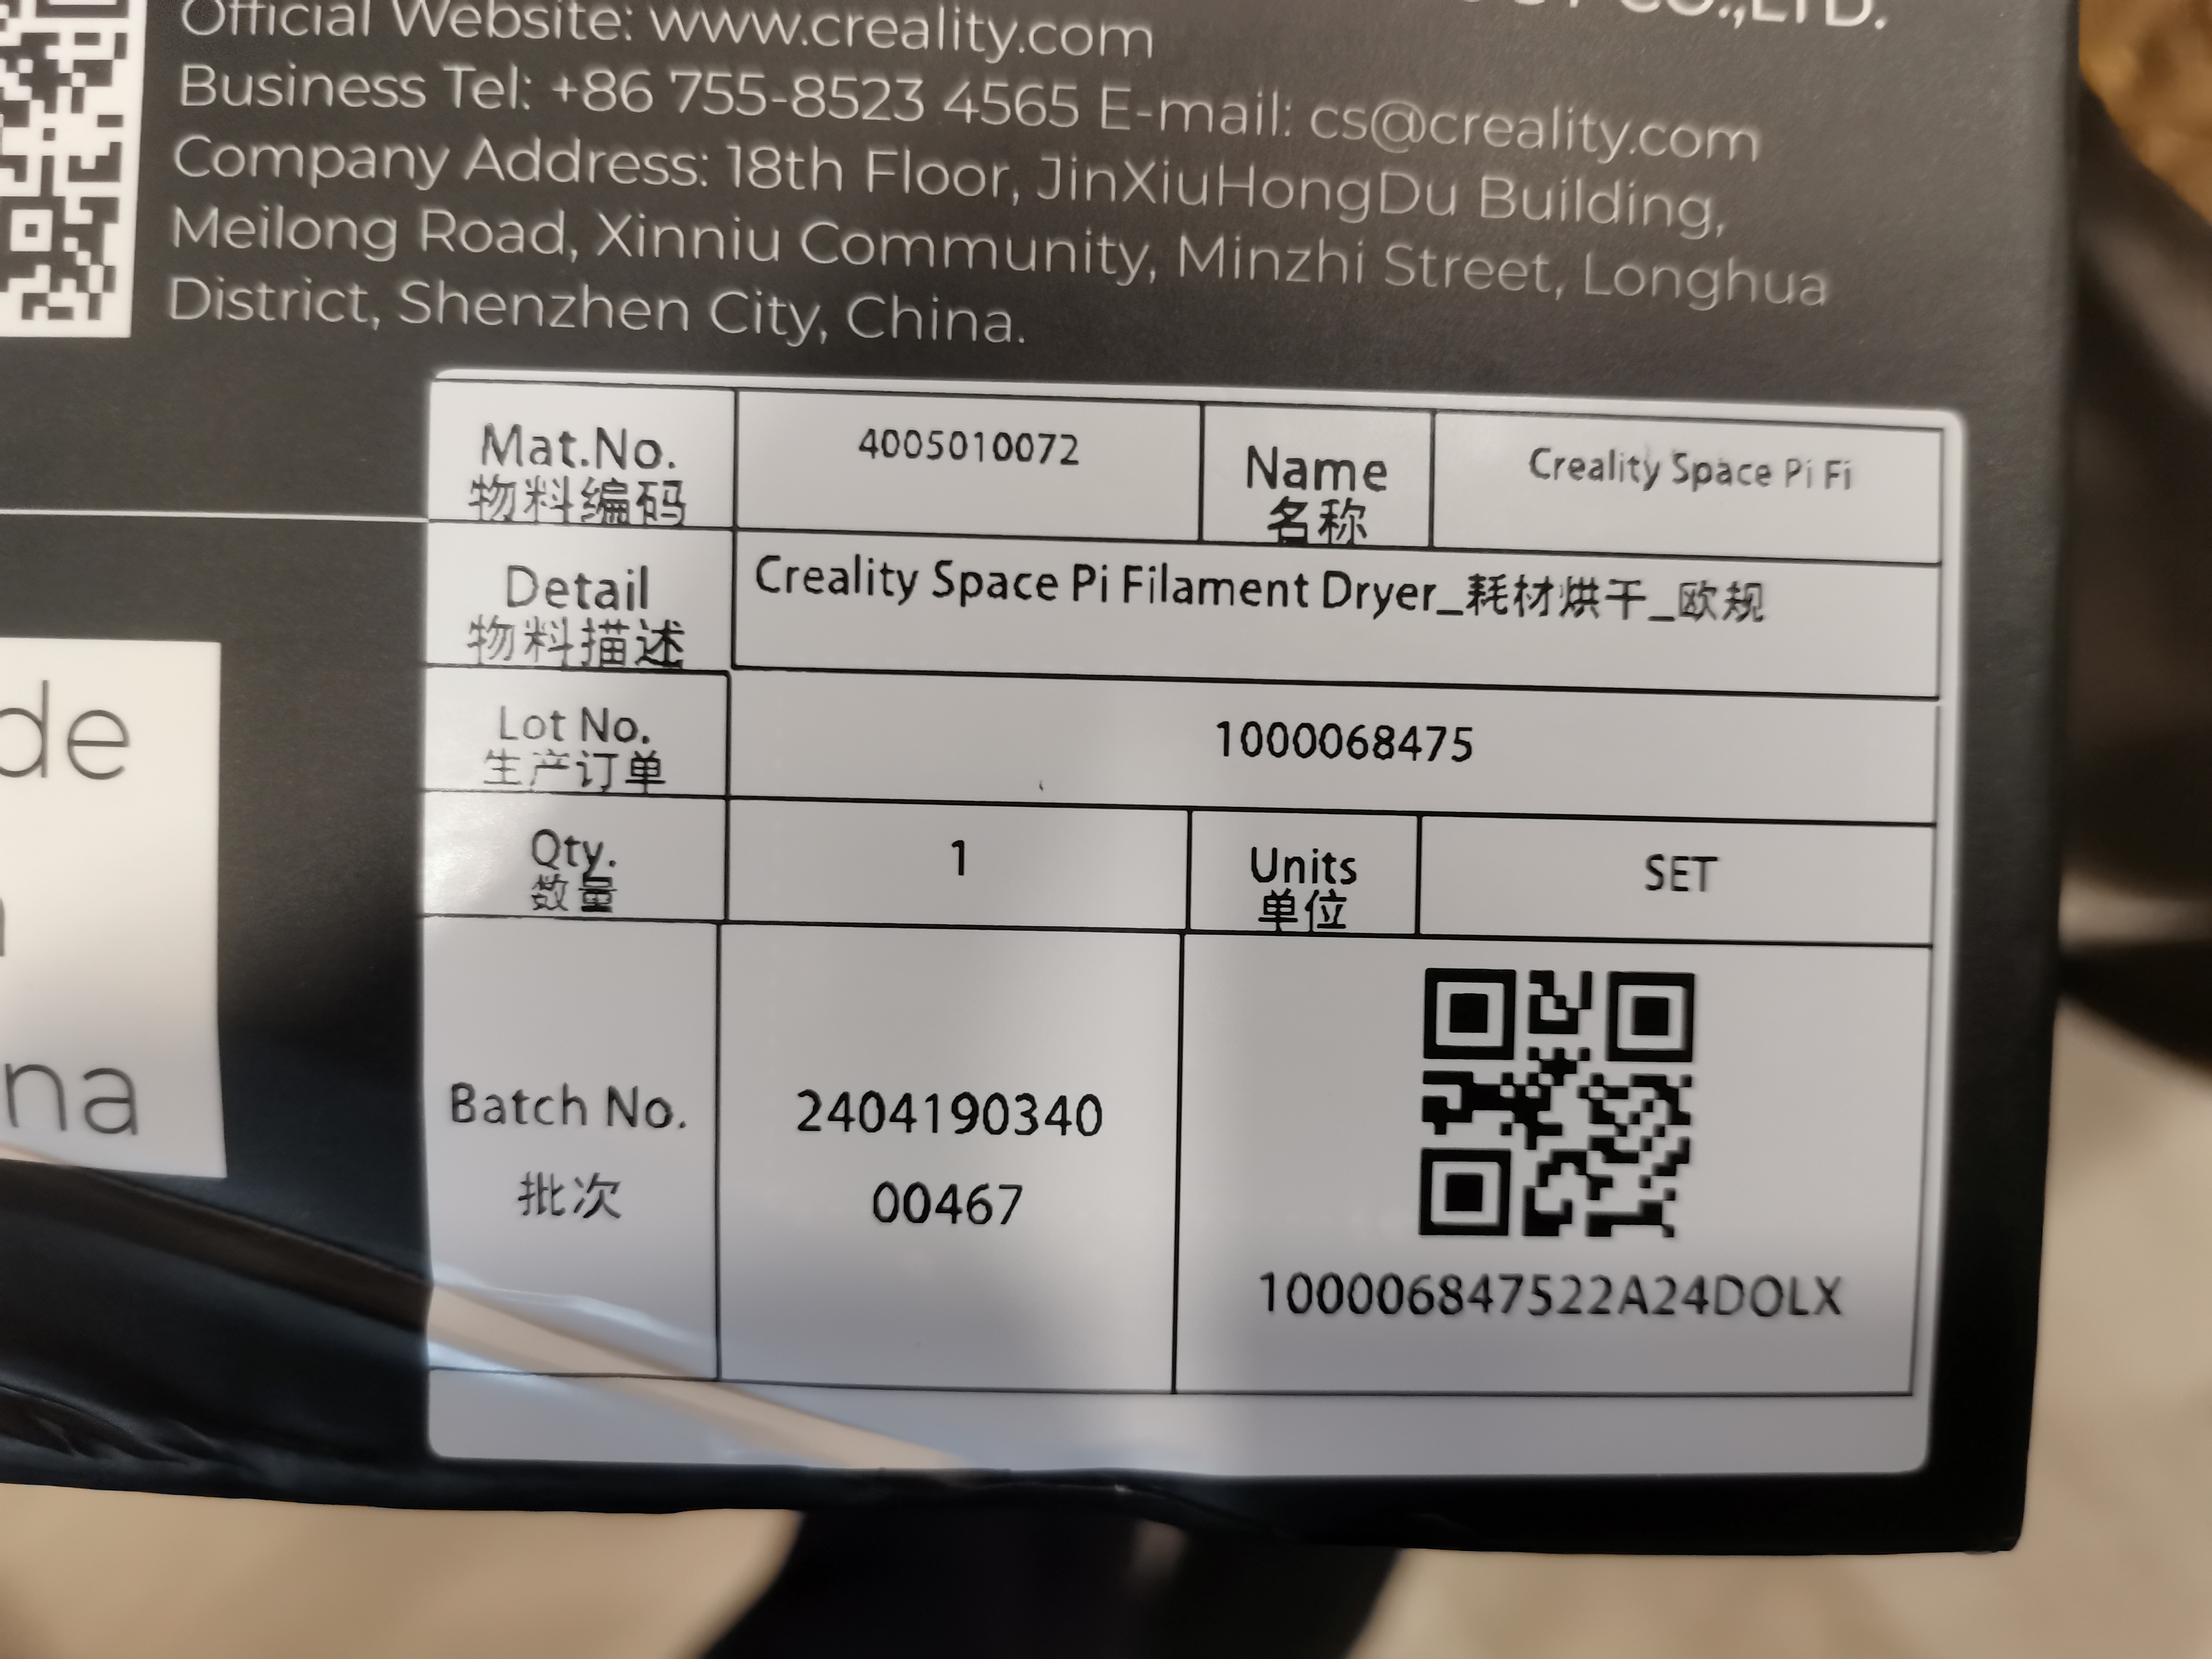 CO.,LTD.
Official Website: www.creality.com
Business Tel: +86 755-8523 4565 E-mail: cs@creality.com
Company Address: 18th Floor, JinXiuHongDu Building,
Meilong Road, Xinniu Community, Minzhi Street, Longhua
District, Shenzhen City, China.
Mat.No. 4005010072 Name Creality Space Pi Fi
物料编码 名称
Detail Creality Space Pi Filament Dryer_耗材烘干_欧规
物料描述
Lot No. 1000068475
生产订单
Qty. 1 Units SET
数量 单位
Batch No. 2404190340
批次 00467
100006847522A24DOLX
de
na